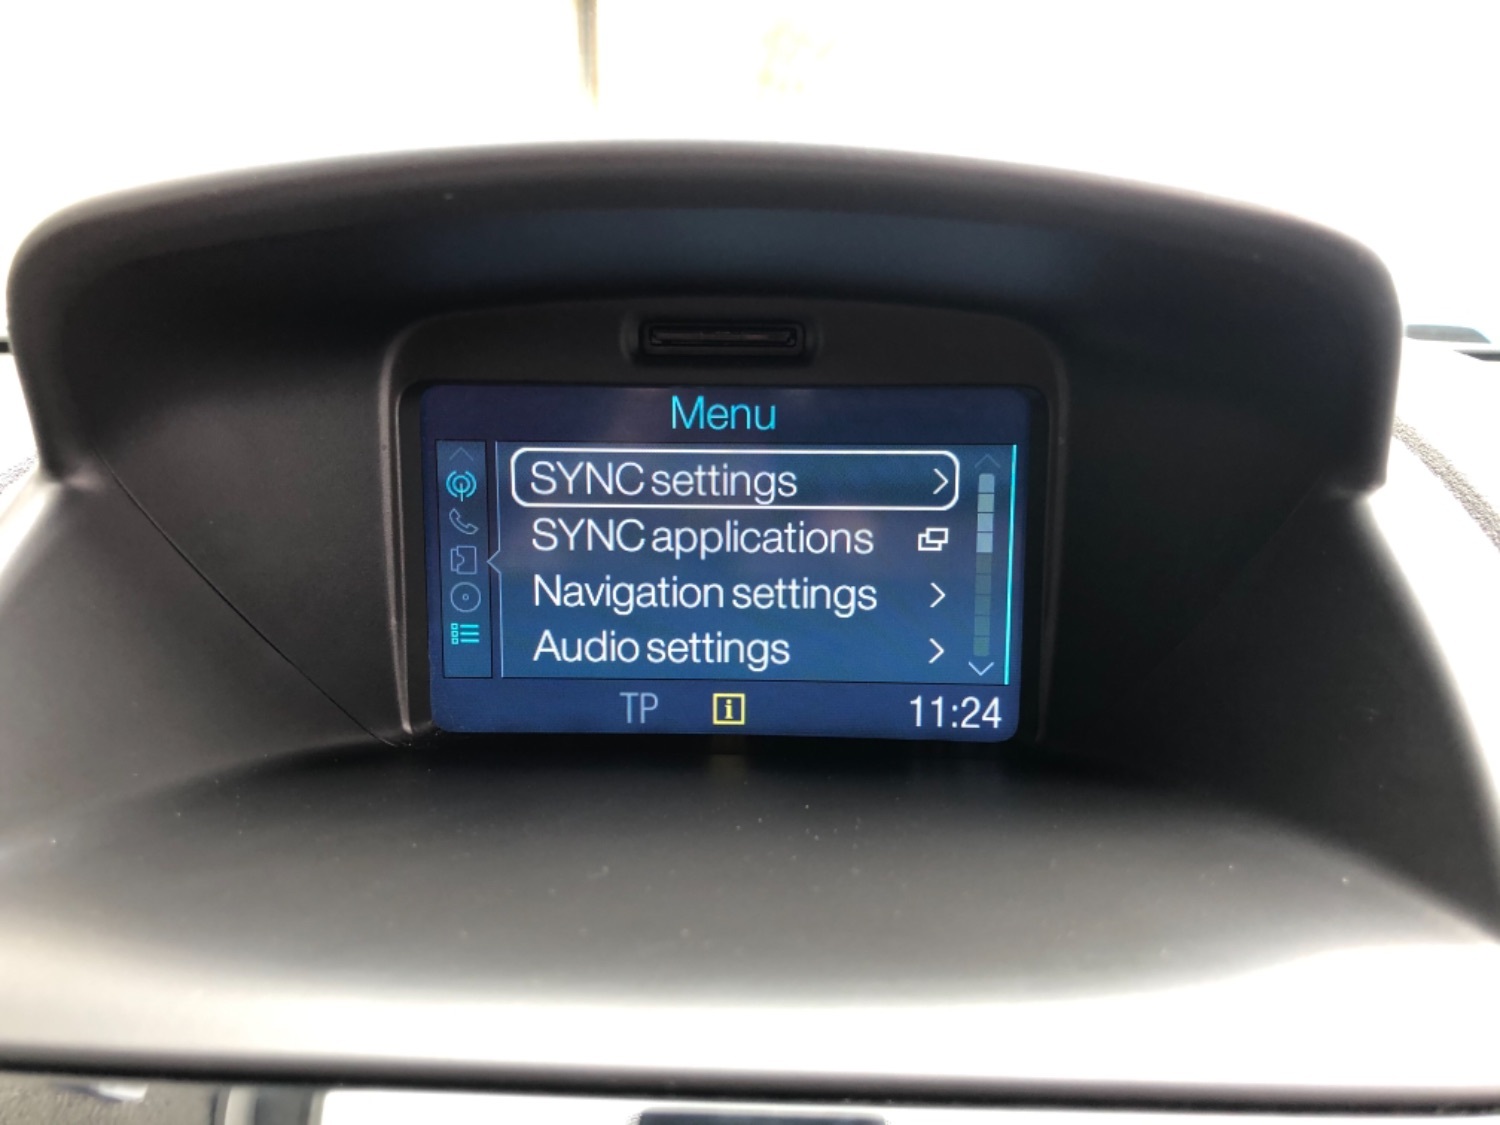 Menu
SYNC settings
SYNC applications
Navigation settings
Audio settings
TP i 11:24